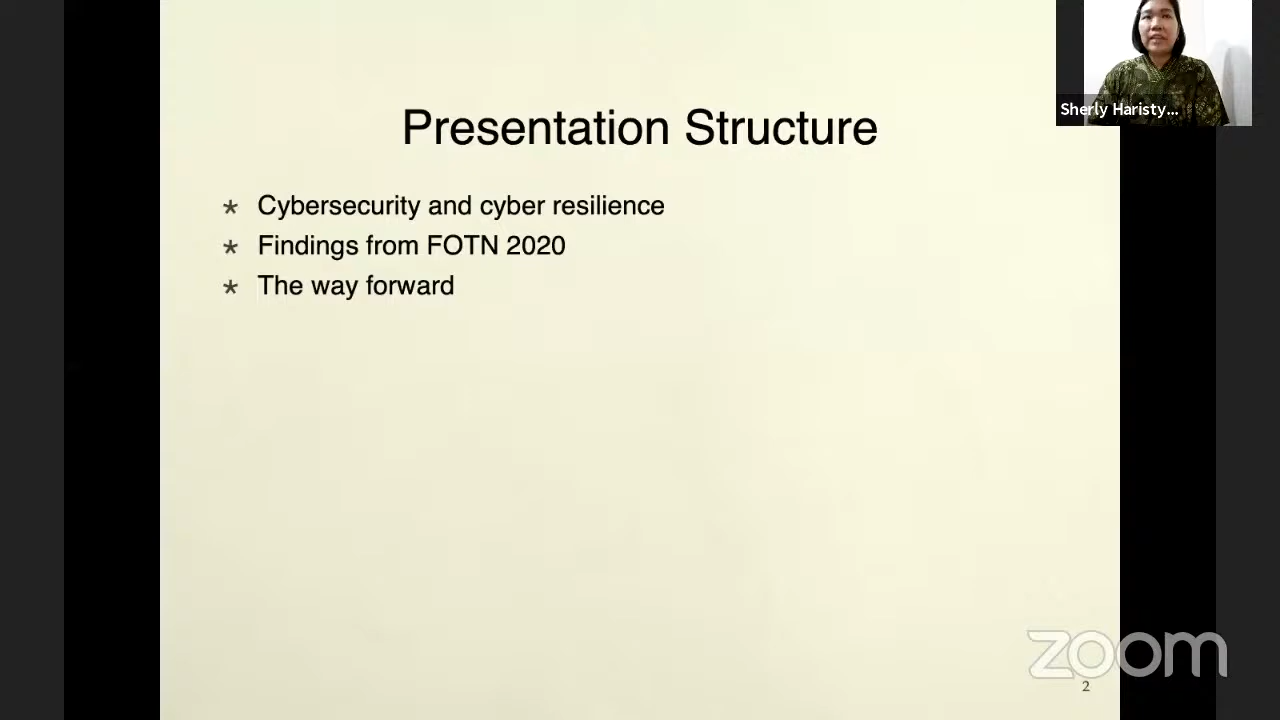 Presentation Structure
* Cybersecurity and cyber resilience
* Findings from FOTN 2020
* The way forward
Sherly Haristy...
zoom
2